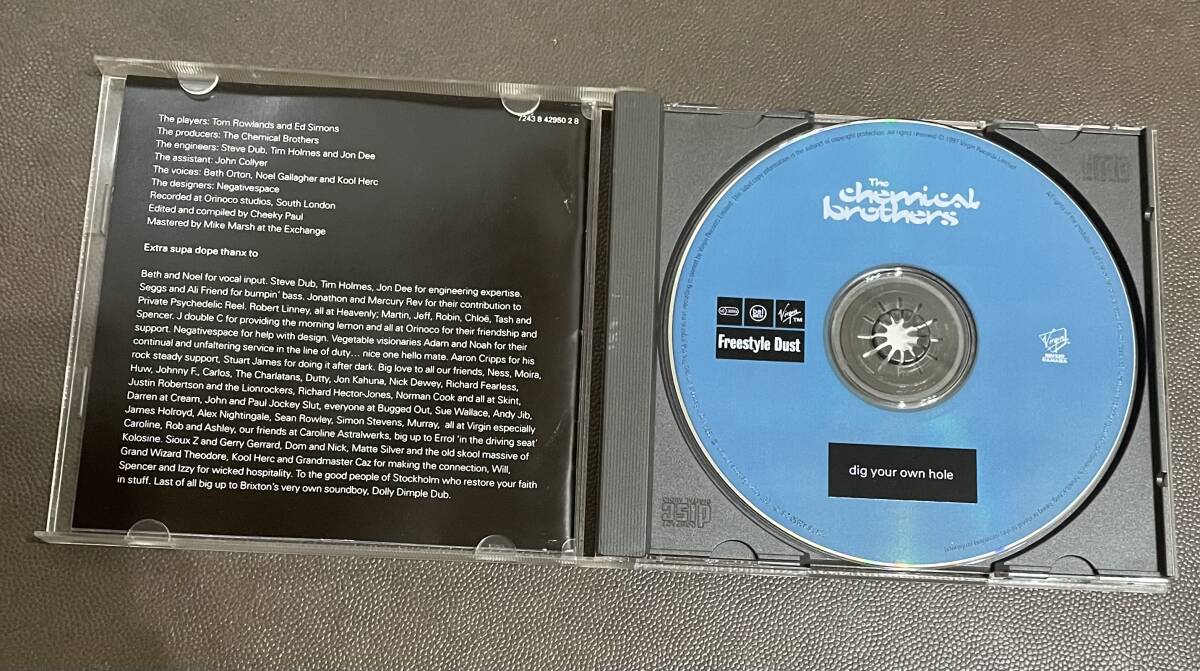 7243 8 42950 2 8
The players: Tom Rowlands and Ed Simons
The producers: The Chemical Brothers
The engineers: Steve Dub, Tim Holmes and Jon Dee
The assistant: John Collyer
The voices: Beth Orton, Noel Gallagher and Kool Herc
The designers: Negativespace
Recorded at Orinoco studios, South London
Edited and compiled by Cheeky Paul
Mastered by Mike Marsh at the Exchange
Extra supa dope thanx to
Beth and Noel for vocal input. Steve Dub, Tim Holmes, Jon Dee for engineering expertise.
Seggs and Ali Friend for bumpin' bass. Jonathon and Mercury Rev for their contribution to
Private Psychedelic Reel. Robert Linney, all at Heavenly; Martin, Jeff, Robin, Chloë, Tash and
Spencer. J double C for providing the morning lemon and all at Orinoco for their friendship and
support. Negativespace for help with design. Vegetable visionaries Adam and Noah for their
continual and unfaltering service in the line of duty... nice one hello mate. Aaron Cripps for his
rock steady support, Stuart James for doing it after dark. Big love to all our friends, Ness, Moira,
Huw, Johnny F., Carlos, The Charlatans, Dutty, Jon Kahuna, Nick Dewey, Richard Fearless,
Justin Robertson and the Lionrockers, Richard Hector-Jones, Norman Cook and all at Skint,
Darren at Cream, John and Paul Jockey Slut, everyone at Bugged Out, Sue Wallace, Andy Jib,
James Holroyd, Alex Nightingale, Sean Rowley, Simon Stevens, Murray, all at Virgin especially
Caroline, Rob and Ashley, our friends at Caroline Astralwerks, big up to Errol 'in the driving seat'
Kolosine. Sioux Z and Gerry Gerrard, Dom and Nick, Matte Silver and the old skool massive of
Grand Wizard Theodore, Kool Herc and Grandmaster Caz for making the connection, Will,
Spencer and Izzy for wicked hospitality. To the good people of Stockholm who restore your faith
in stuff. Last of all big up to Brixton's very own soundboy, Dolly Dimple Dub.
The
chemical
brothers
Virgin
TM
Freestyle Dust
Virgin
dig your own hole
disc